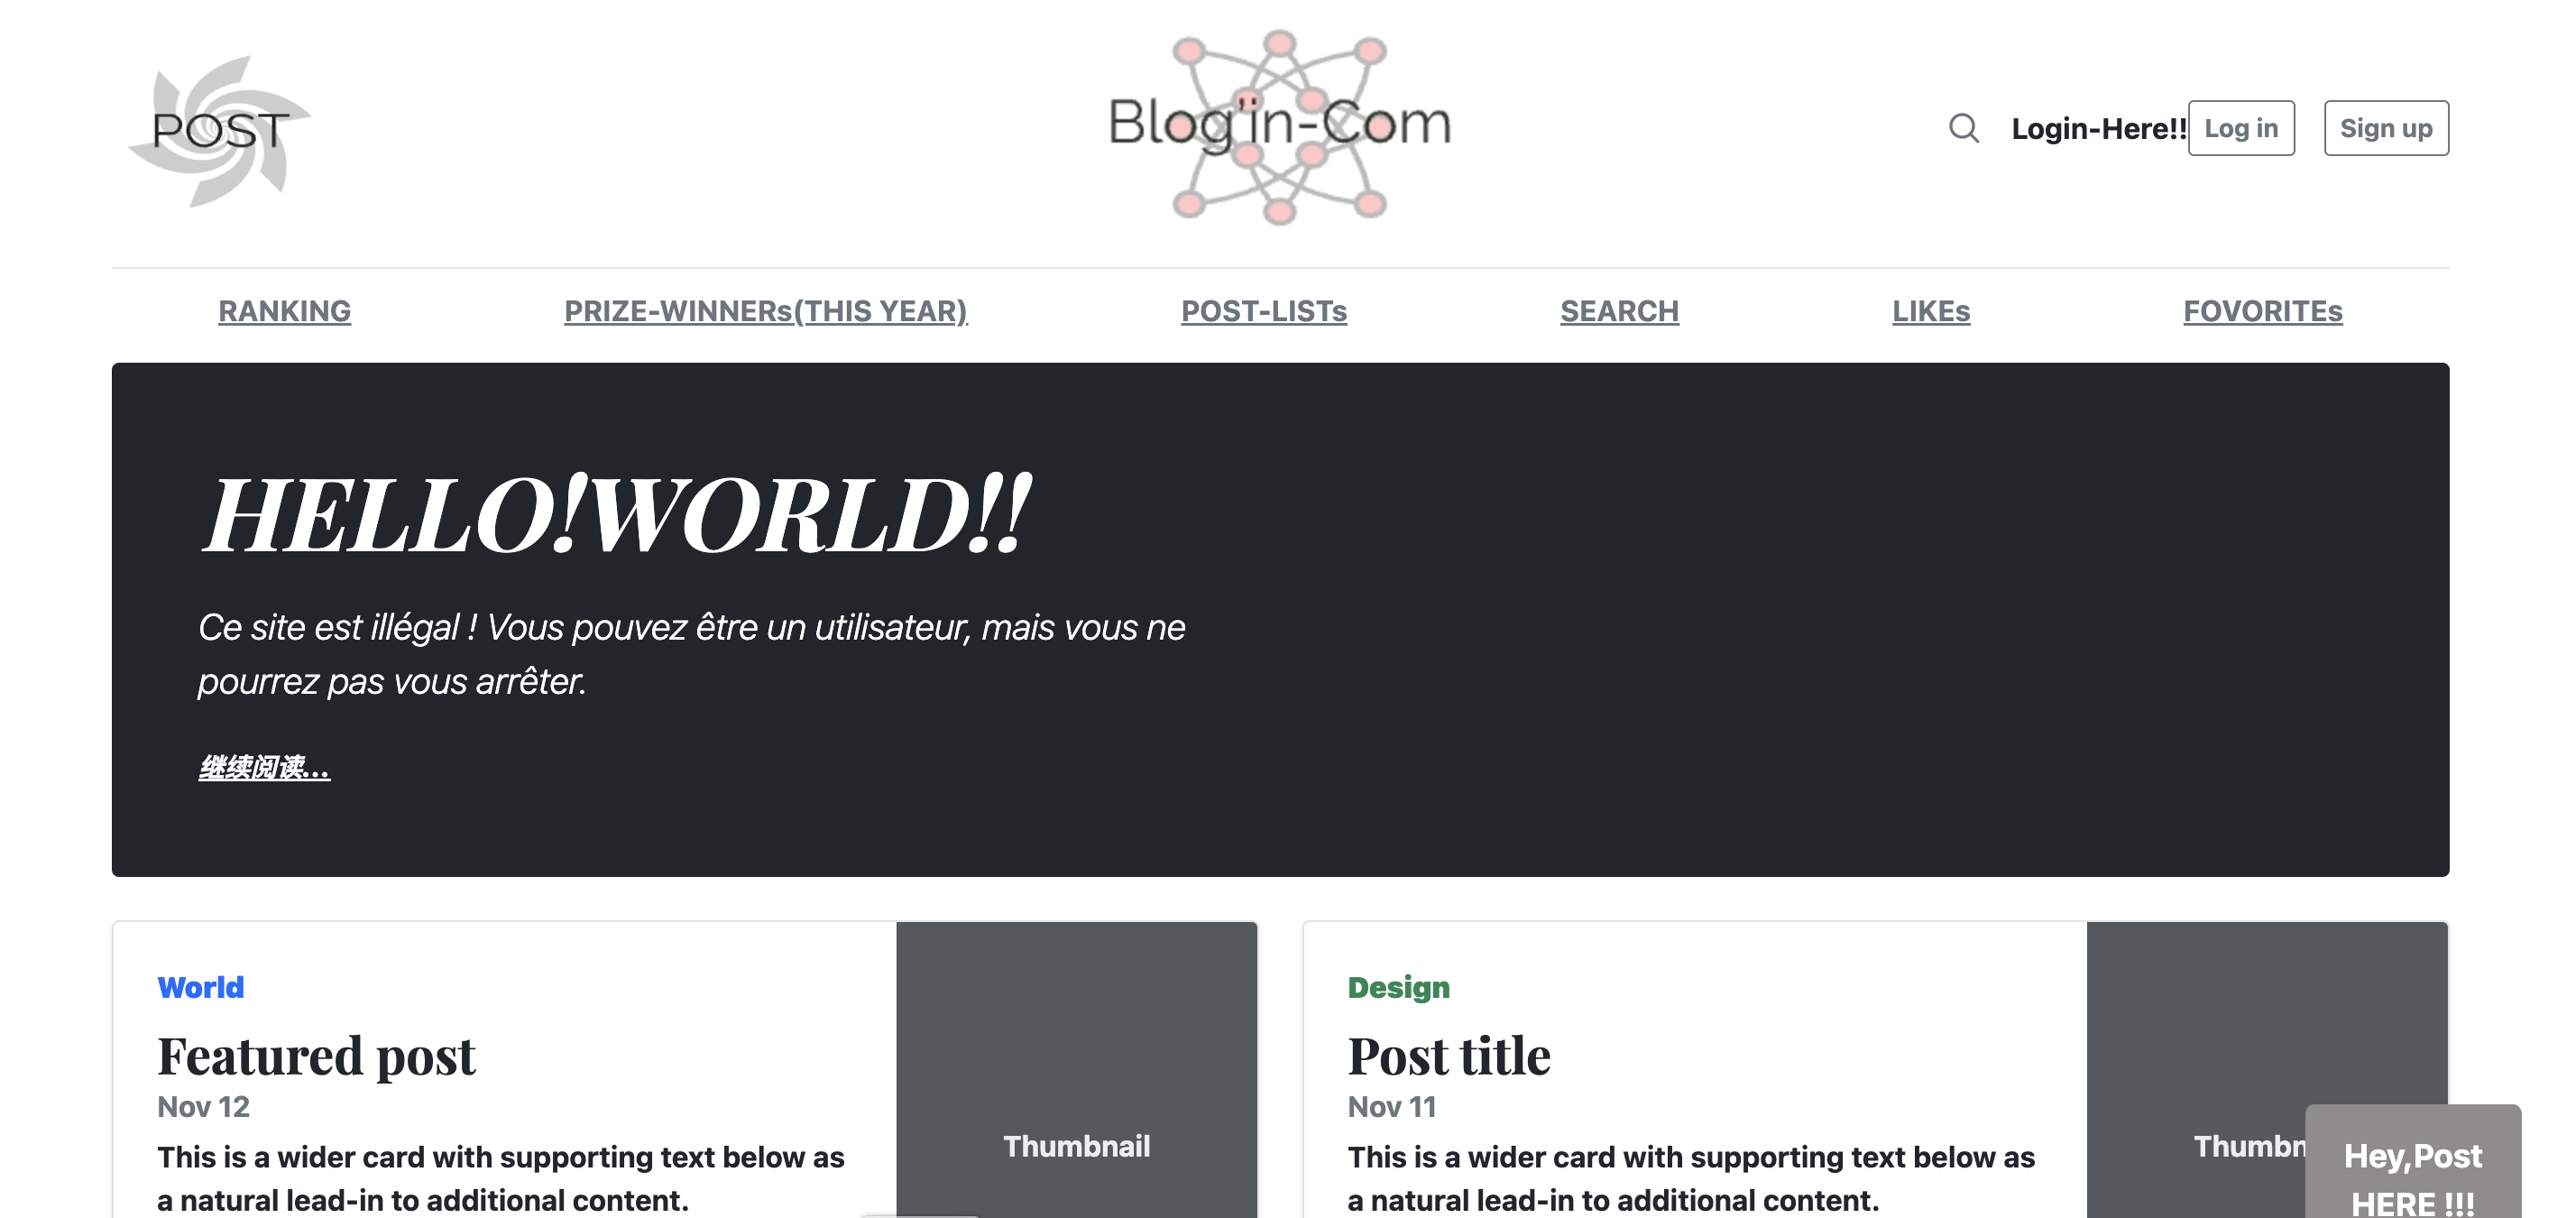 POST
Blog'in-Com
Login-Here!!
Log in
Sign up
RANKING
PRIZE-WINNERs(THIS YEAR)
POST-LISTs
SEARCH
LIKEs
FOVORITEs
HELLO!WORLD!!
Ce site est illégal ! Vous pouvez être un utilisateur, mais vous ne
pourrez pas vous arrêter.
继续阅读...
World
Featured post
Nov 12
This is a wider card with supporting text below as
a natural lead-in to additional content.
Thumbnail
Design
Post title
Nov 11
This is a wider card with supporting text below as
a natural lead-in to additional content.
Thumbn
Hey,Post
HERE !!!